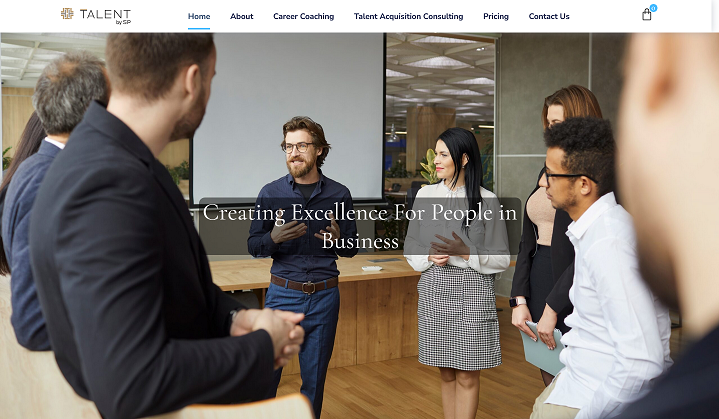 TALENT
by SP
Home
About
Career Coaching
Talent Acquisition Consulting
Pricing
Contact Us
0
Creating Excellence For People in
Business